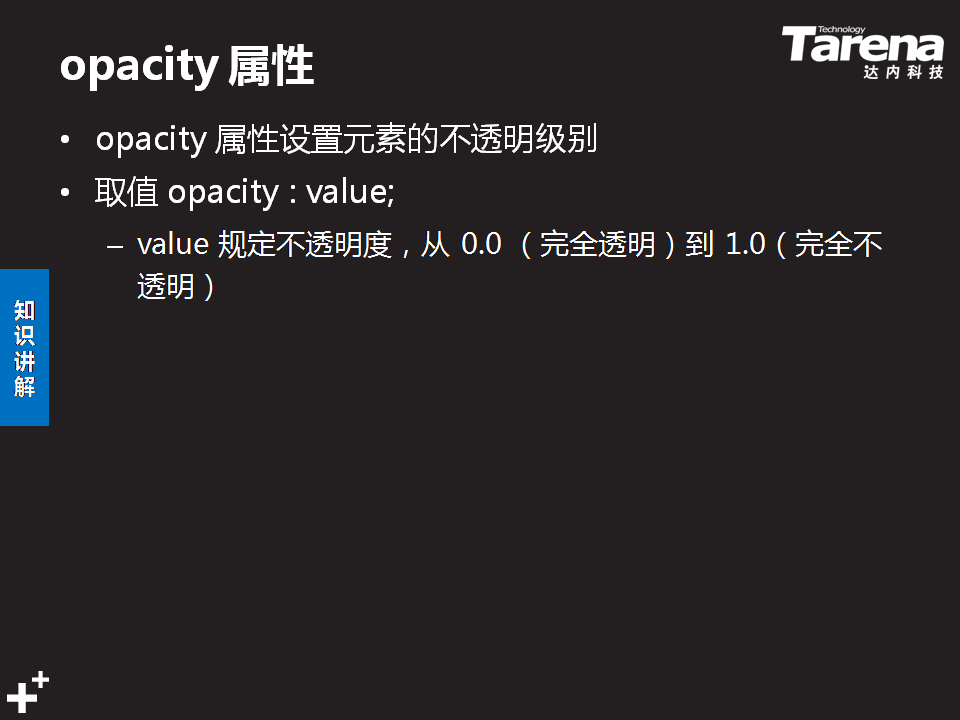 opacity 属性
Technology
Tarena
达内科技
• opacity 属性设置元素的不透明级别
• 取值 opacity : value;
– value 规定不透明度，从 0.0 （完全透明）到 1.0（完全不
透明）
知
识
讲
解